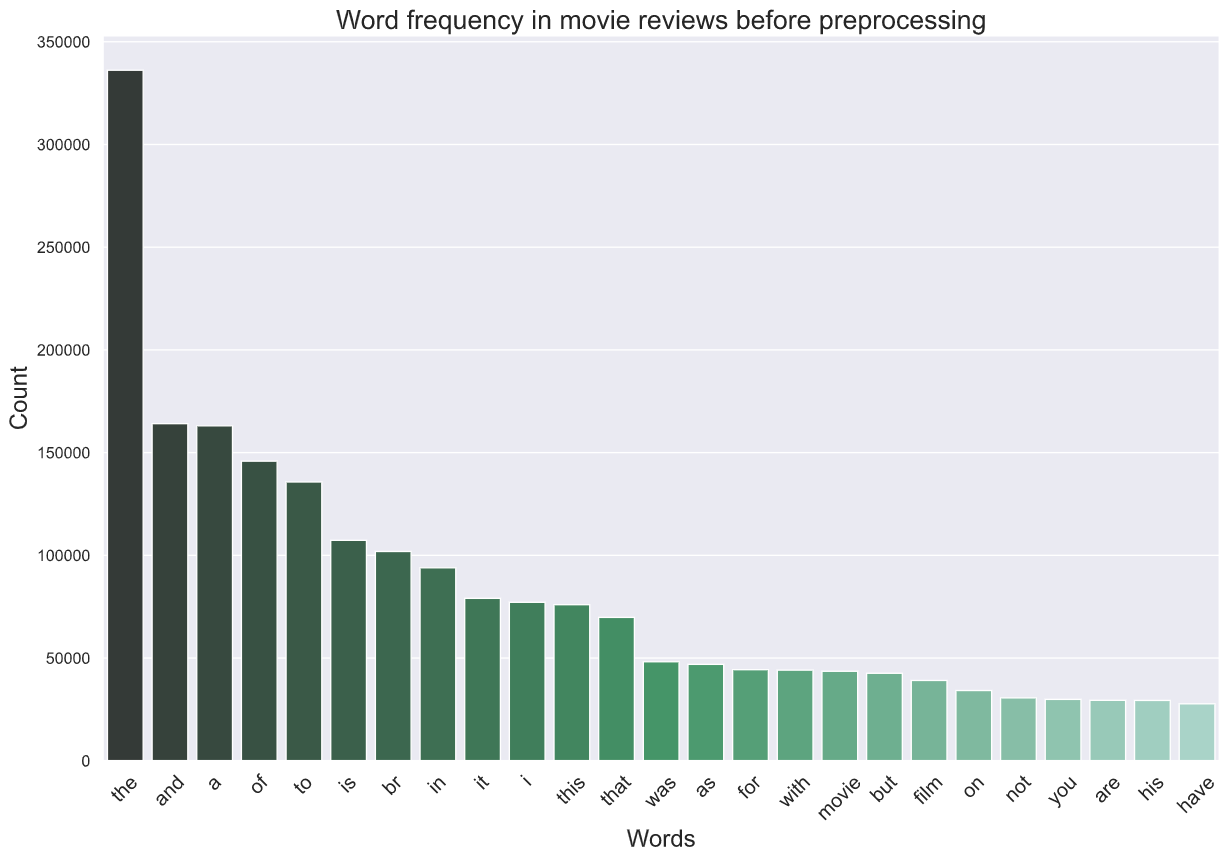 Word frequency in movie reviews before preprocessing
350000
300000
250000
200000
150000
100000
50000
0
Count
the and a of to is br in it i this that was as for with movie but film on not you are his have
Words